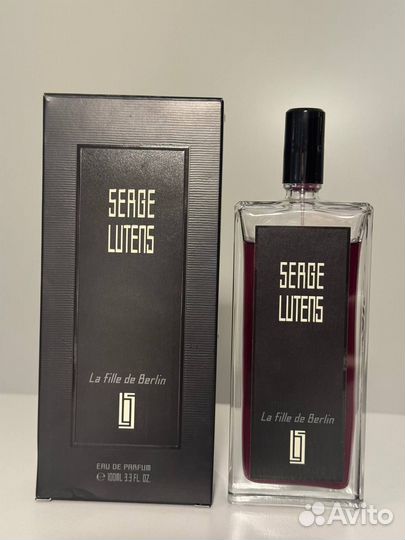 SERGE
LUTENS
La fille de Berlin
EAU DE PARFUM
℮ 100ML 3.3 FL. OZ.
SERGE
LUTENS
La fille de Berlin
Avito